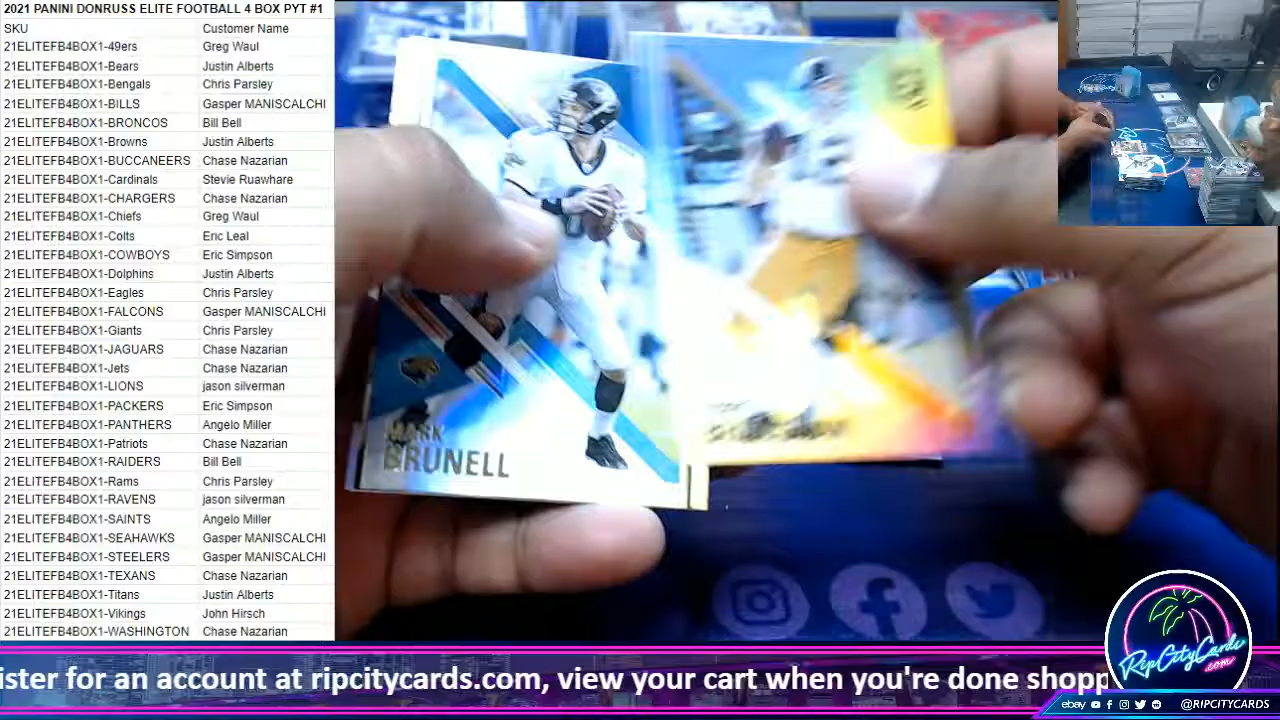 2021 PANINI DONRUSS ELITE FOOTBALL 4 BOX PYT #1
SKU Customer Name
21ELITEFB4BOX1-49ers Greg Waul
21ELITEFB4BOX1-Bears Justin Alberts
21ELITEFB4BOX1-Bengals Chris Parsley
21ELITEFB4BOX1-BILLS Gasper MANISCALCHI
21ELITEFB4BOX1-BRONCOS Bill Bell
21ELITEFB4BOX1-Browns Justin Alberts
21ELITEFB4BOX1-BUCCANEERS Chase Nazarian
21ELITEFB4BOX1-Cardinals Stevie Ruawhare
21ELITEFB4BOX1-CHARGERS Chase Nazarian
21ELITEFB4BOX1-Chiefs Greg Waul
21ELITEFB4BOX1-Colts Eric Leal
21ELITEFB4BOX1-COWBOYS Eric Simpson
21ELITEFB4BOX1-Dolphins Justin Alberts
21ELITEFB4BOX1-Eagles Chris Parsley
21ELITEFB4BOX1-FALCONS Gasper MANISCALCHI
21ELITEFB4BOX1-Giants Chris Parsley
21ELITEFB4BOX1-JAGUARS Chase Nazarian
21ELITEFB4BOX1-Jets Chase Nazarian
21ELITEFB4BOX1-LIONS jason silverman
21ELITEFB4BOX1-PACKERS Eric Simpson
21ELITEFB4BOX1-PANTHERS Angelo Miller
21ELITEFB4BOX1-Patriots Chase Nazarian
21ELITEFB4BOX1-RAIDERS Bill Bell
21ELITEFB4BOX1-Rams Chris Parsley
21ELITEFB4BOX1-RAVENS jason silverman
21ELITEFB4BOX1-SAINTS Angelo Miller
21ELITEFB4BOX1-SEAHAWKS Gasper MANISCALCHI
21ELITEFB4BOX1-STEELERS Gasper MANISCALCHI
21ELITEFB4BOX1-TEXANS Chase Nazarian
21ELITEFB4BOX1-Titans Justin Alberts
21ELITEFB4BOX1-Vikings John Hirsch
21ELITEFB4BOX1-WASHINGTON Chase Nazarian
MARK
BRUNELL
ister for an account at ripcitycards.com, view your cart when you're done shopp
RipCityCards
.com
ebay @RIPCITYCARDS